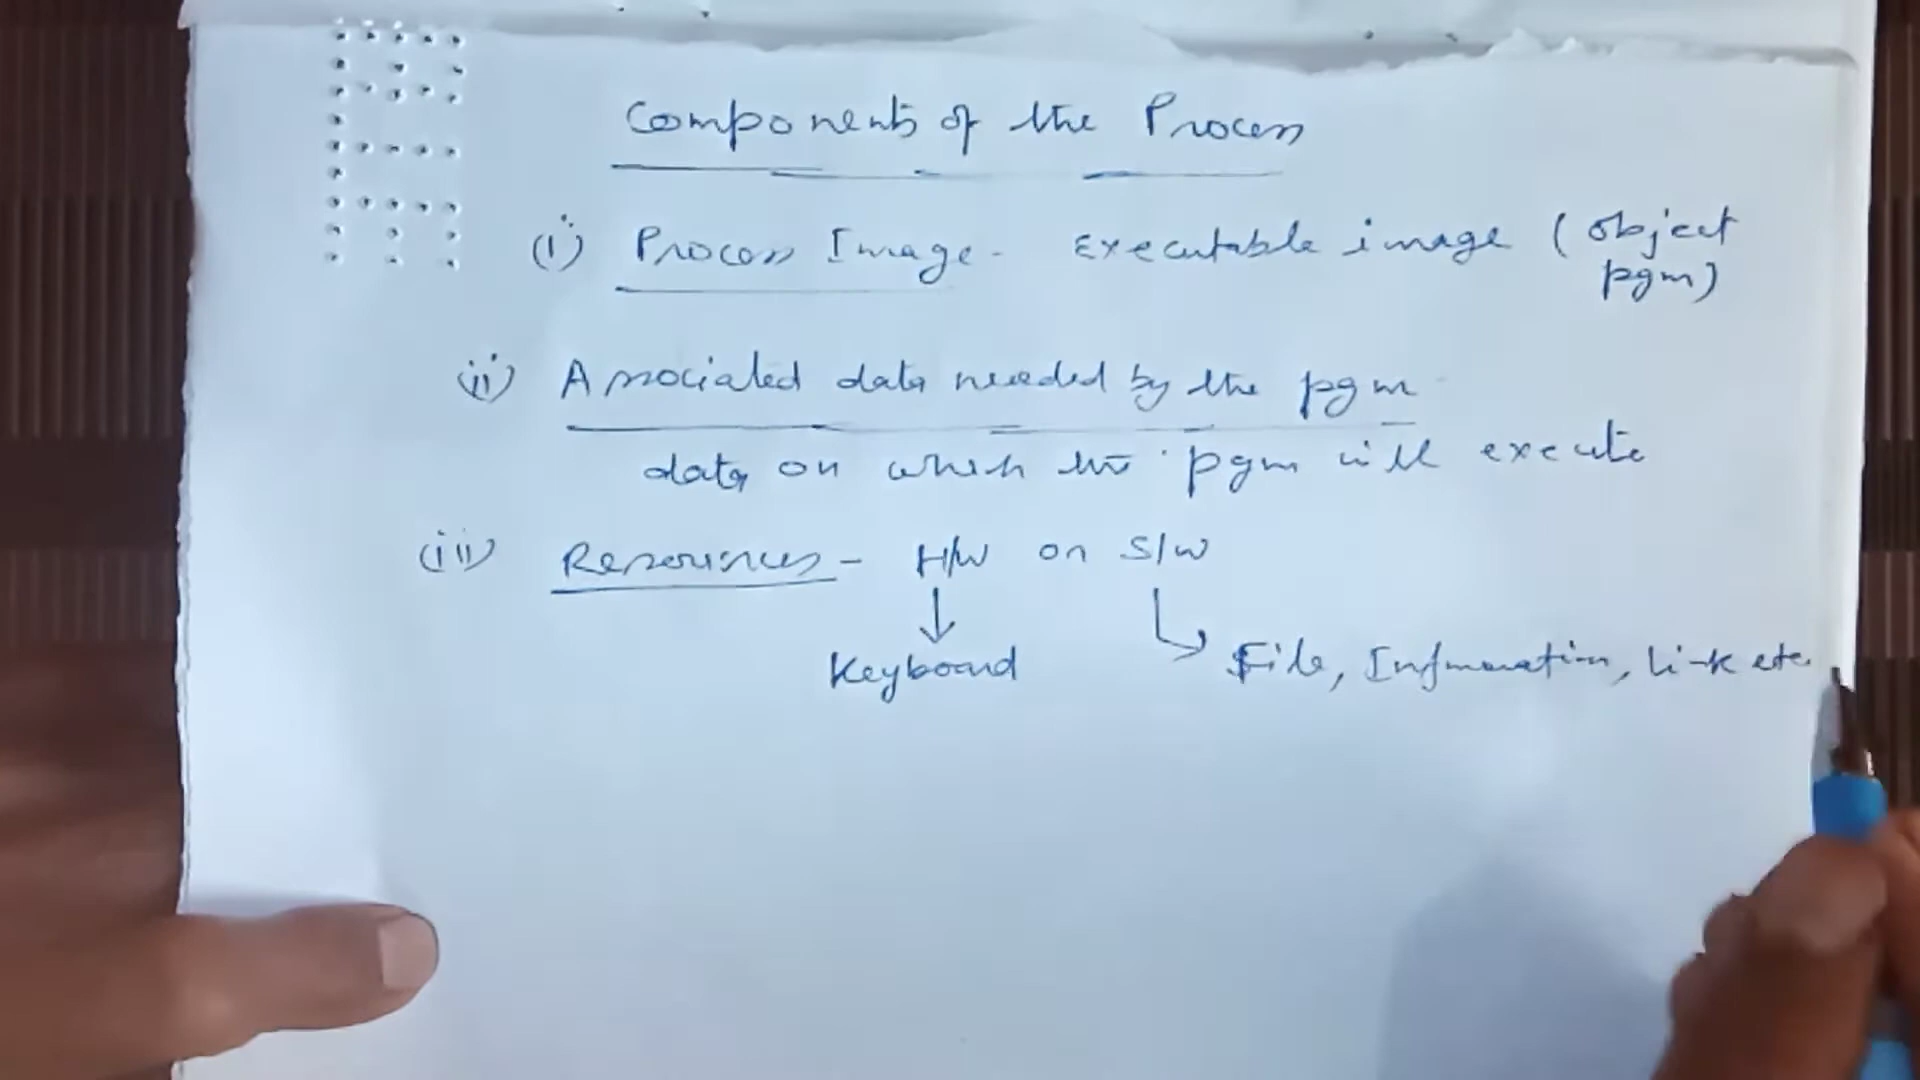 Components of the Process
(i) Process Image - Executable image (object pgm)
(ii) Associated data needed by the pgm
data on which the pgm will execute
(iii) Resources - H/W or S/W
Keyboard
File, Information, Link etc.